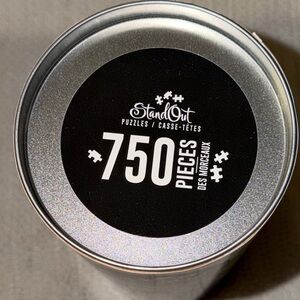 StandOut
PUZZLES / CASSE-TÊTES
750
PIECES
DES MORCEAUX